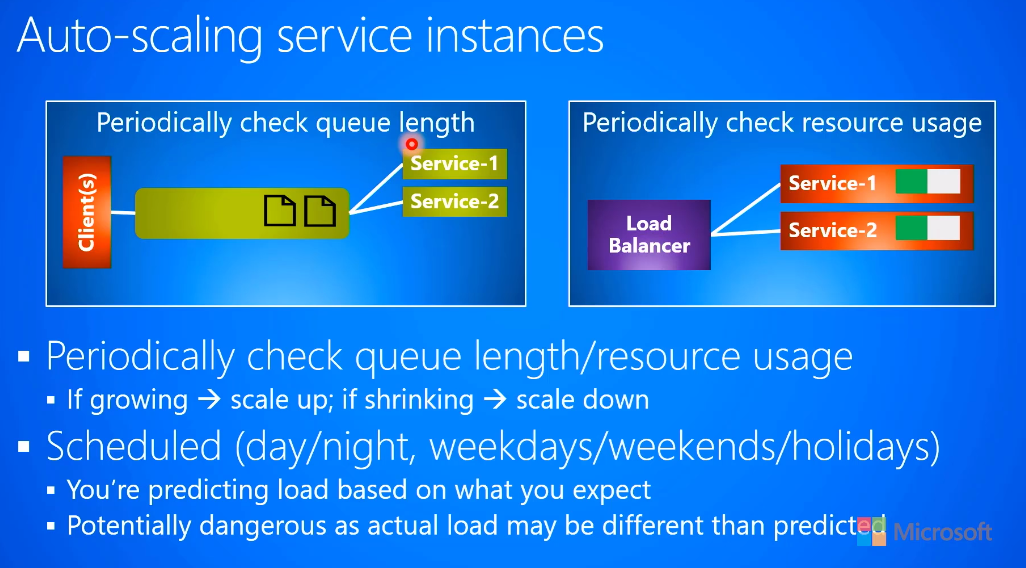 Auto-scaling service instances
Periodically check queue length
Client(s)
Service-1
Service-2
Periodically check resource usage
Load
Balancer
Service-1
Service-2
▪ Periodically check queue length/resource usage
▪ If growing → scale up; if shrinking → scale down
▪ Scheduled (day/night, weekdays/weekends/holidays)
▪ You’re predicting load based on what you expect
▪ Potentially dangerous as actual load may be different than predicted
Microsoft